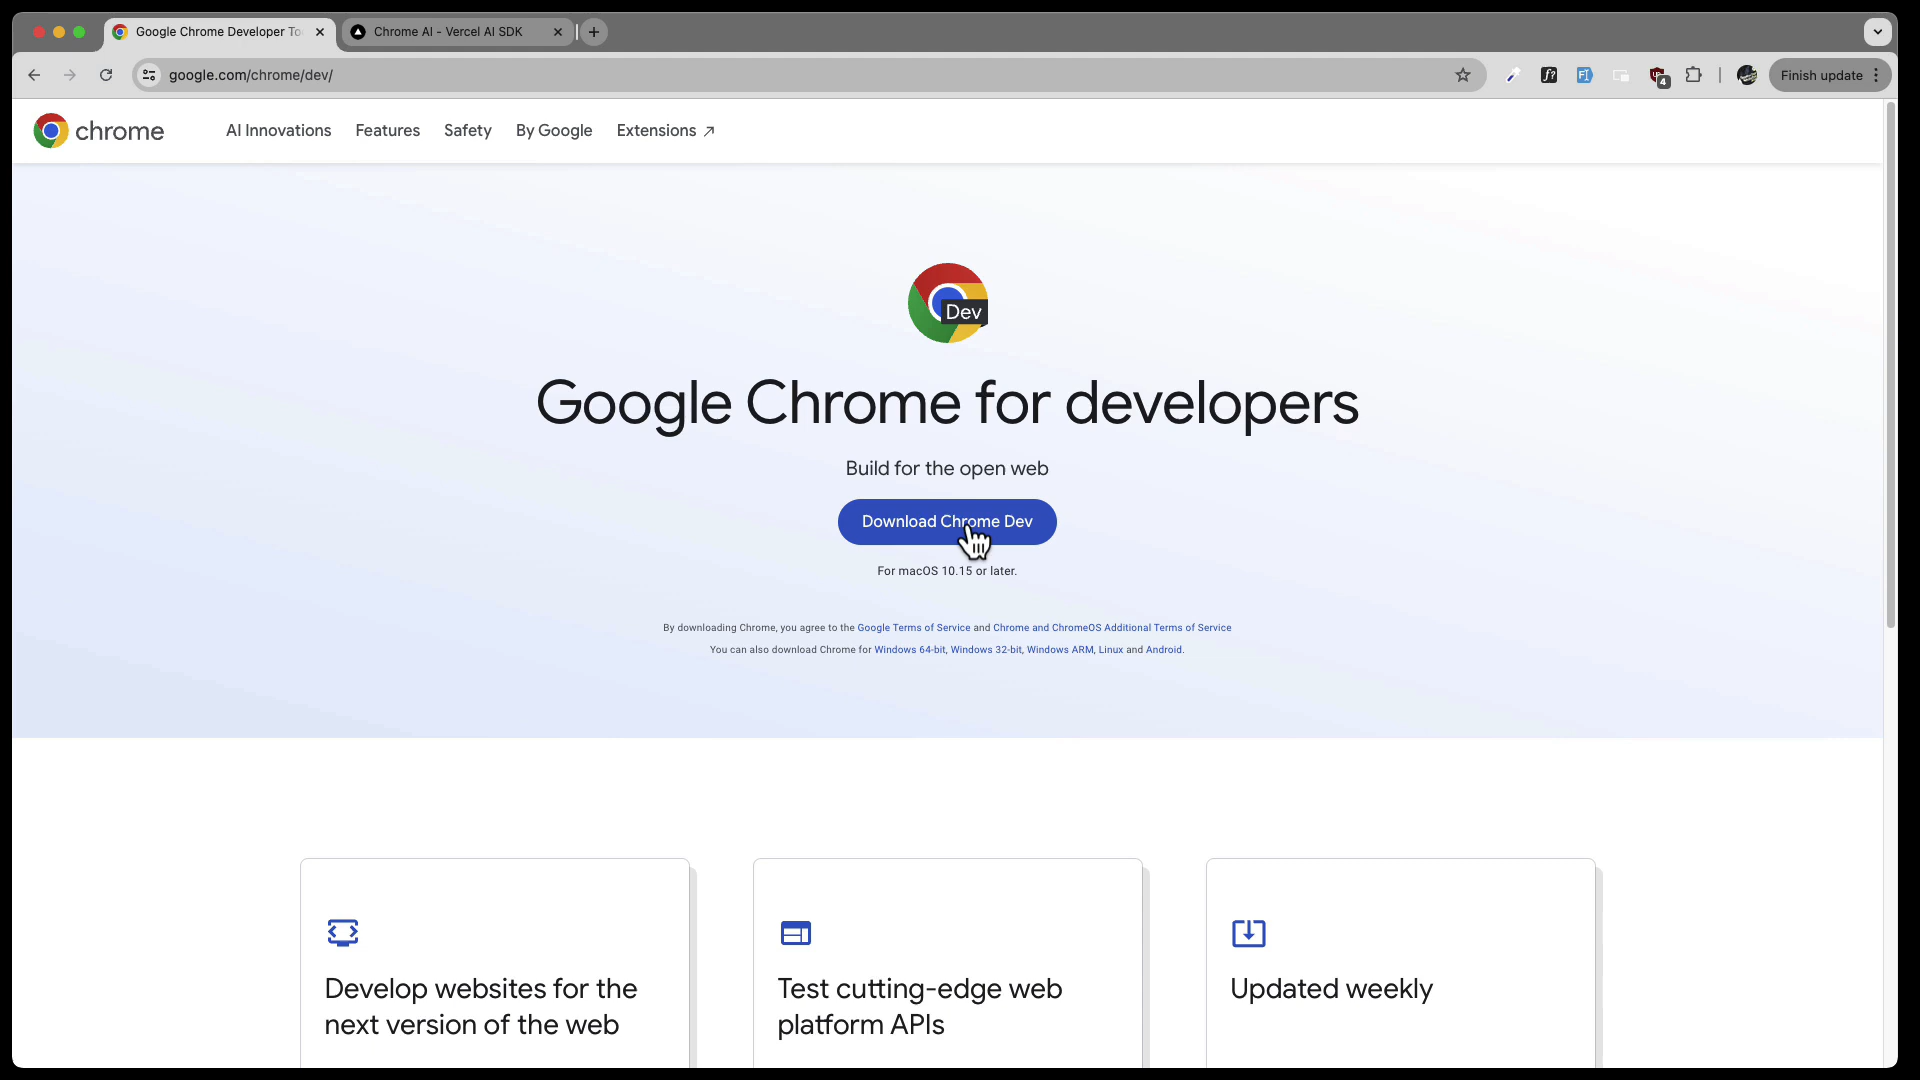 Google Chrome Developer To
Chrome AI - Vercel AI SDK
google.com/chrome/dev/
4
Finish update
chrome
AI Innovations
Features
Safety
By Google
Extensions
Dev
Google Chrome for developers
Build for the open web
Download Chrome Dev
For macOS 10.15 or later.
By downloading Chrome, you agree to the Google Terms of Service and Chrome and ChromeOS Additional Terms of Service
You can also download Chrome for Windows 64-bit, Windows 32-bit, Windows ARM, Linux and Android.
Develop websites for the
next version of the web
Test cutting-edge web
platform APIs
Updated weekly